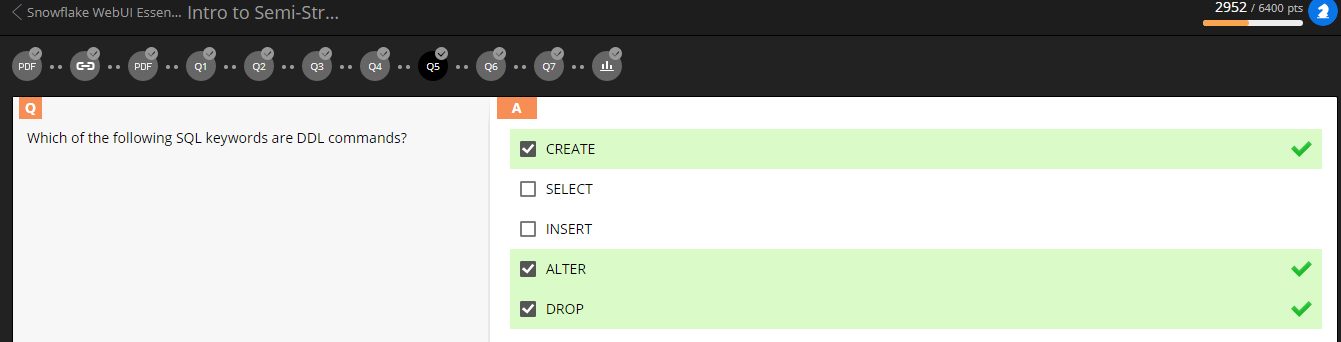 Snowflake WebUI Essen... Intro to Semi-Str...
2952 / 6400 pts
PDF PDF Q1 Q2 Q3 Q4 Q5 Q6 Q7
Q
Which of the following SQL keywords are DDL commands?
A
CREATE
SELECT
INSERT
ALTER
DROP